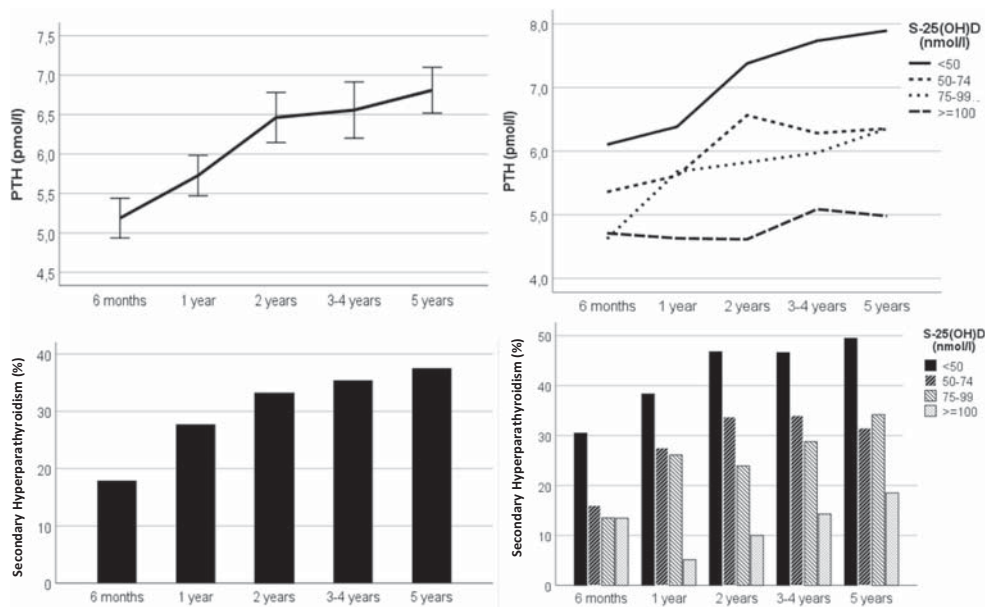 7,5
7,0
6,5
6,0
5,5
5,0
4,5
PTH (pmol/l)
6 months 1 year 2 years 3-4 years 5 years
8,0
7,0
6,0
5,0
4,0
PTH (pmol/l)
6 months 1 year 2 years 3-4 years 5 years
S-25(OH)D
(nmol/l)
<50
50-74
75-99
>=100
40
30
20
10
0
Secondary Hyperparathyroidism (%)
6 months 1 year 2 years 3-4 years 5 years
50
40
30
20
10
0
Secondary Hyperparathyroidism (%)
6 months 1 year 2 years 3-4 years 5 years
S-25(OH)D
(nmol/l)
<50
50-74
75-99
>=100